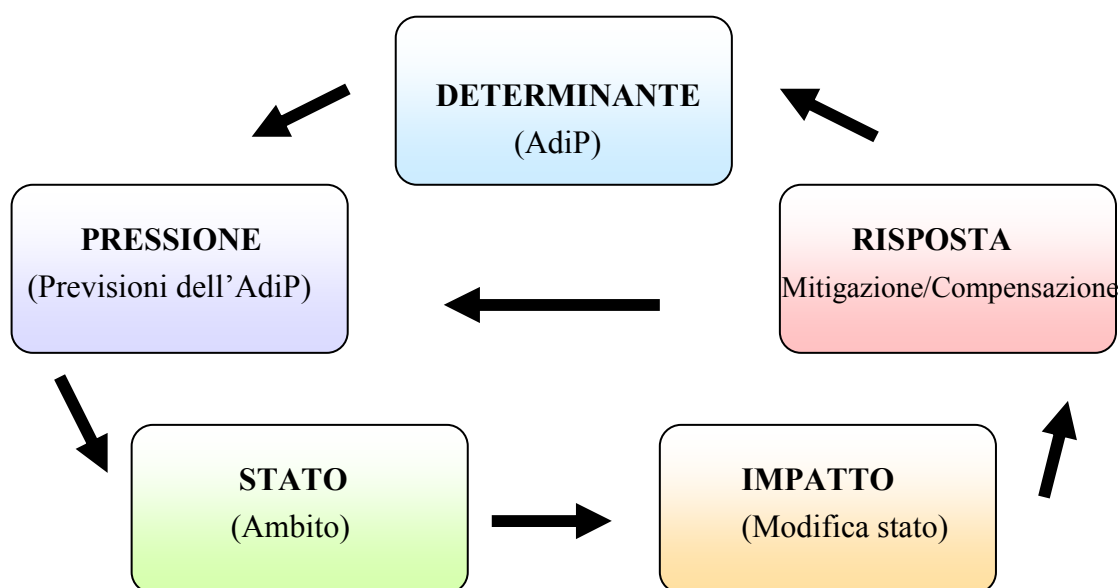 DETERMINANTE
(AdiP)
PRESSIONE
(Previsioni dell’AdiP)
RISPOSTA
Mitigazione/Compensazione
STATO
(Ambito)
IMPATTO
(Modifica stato)